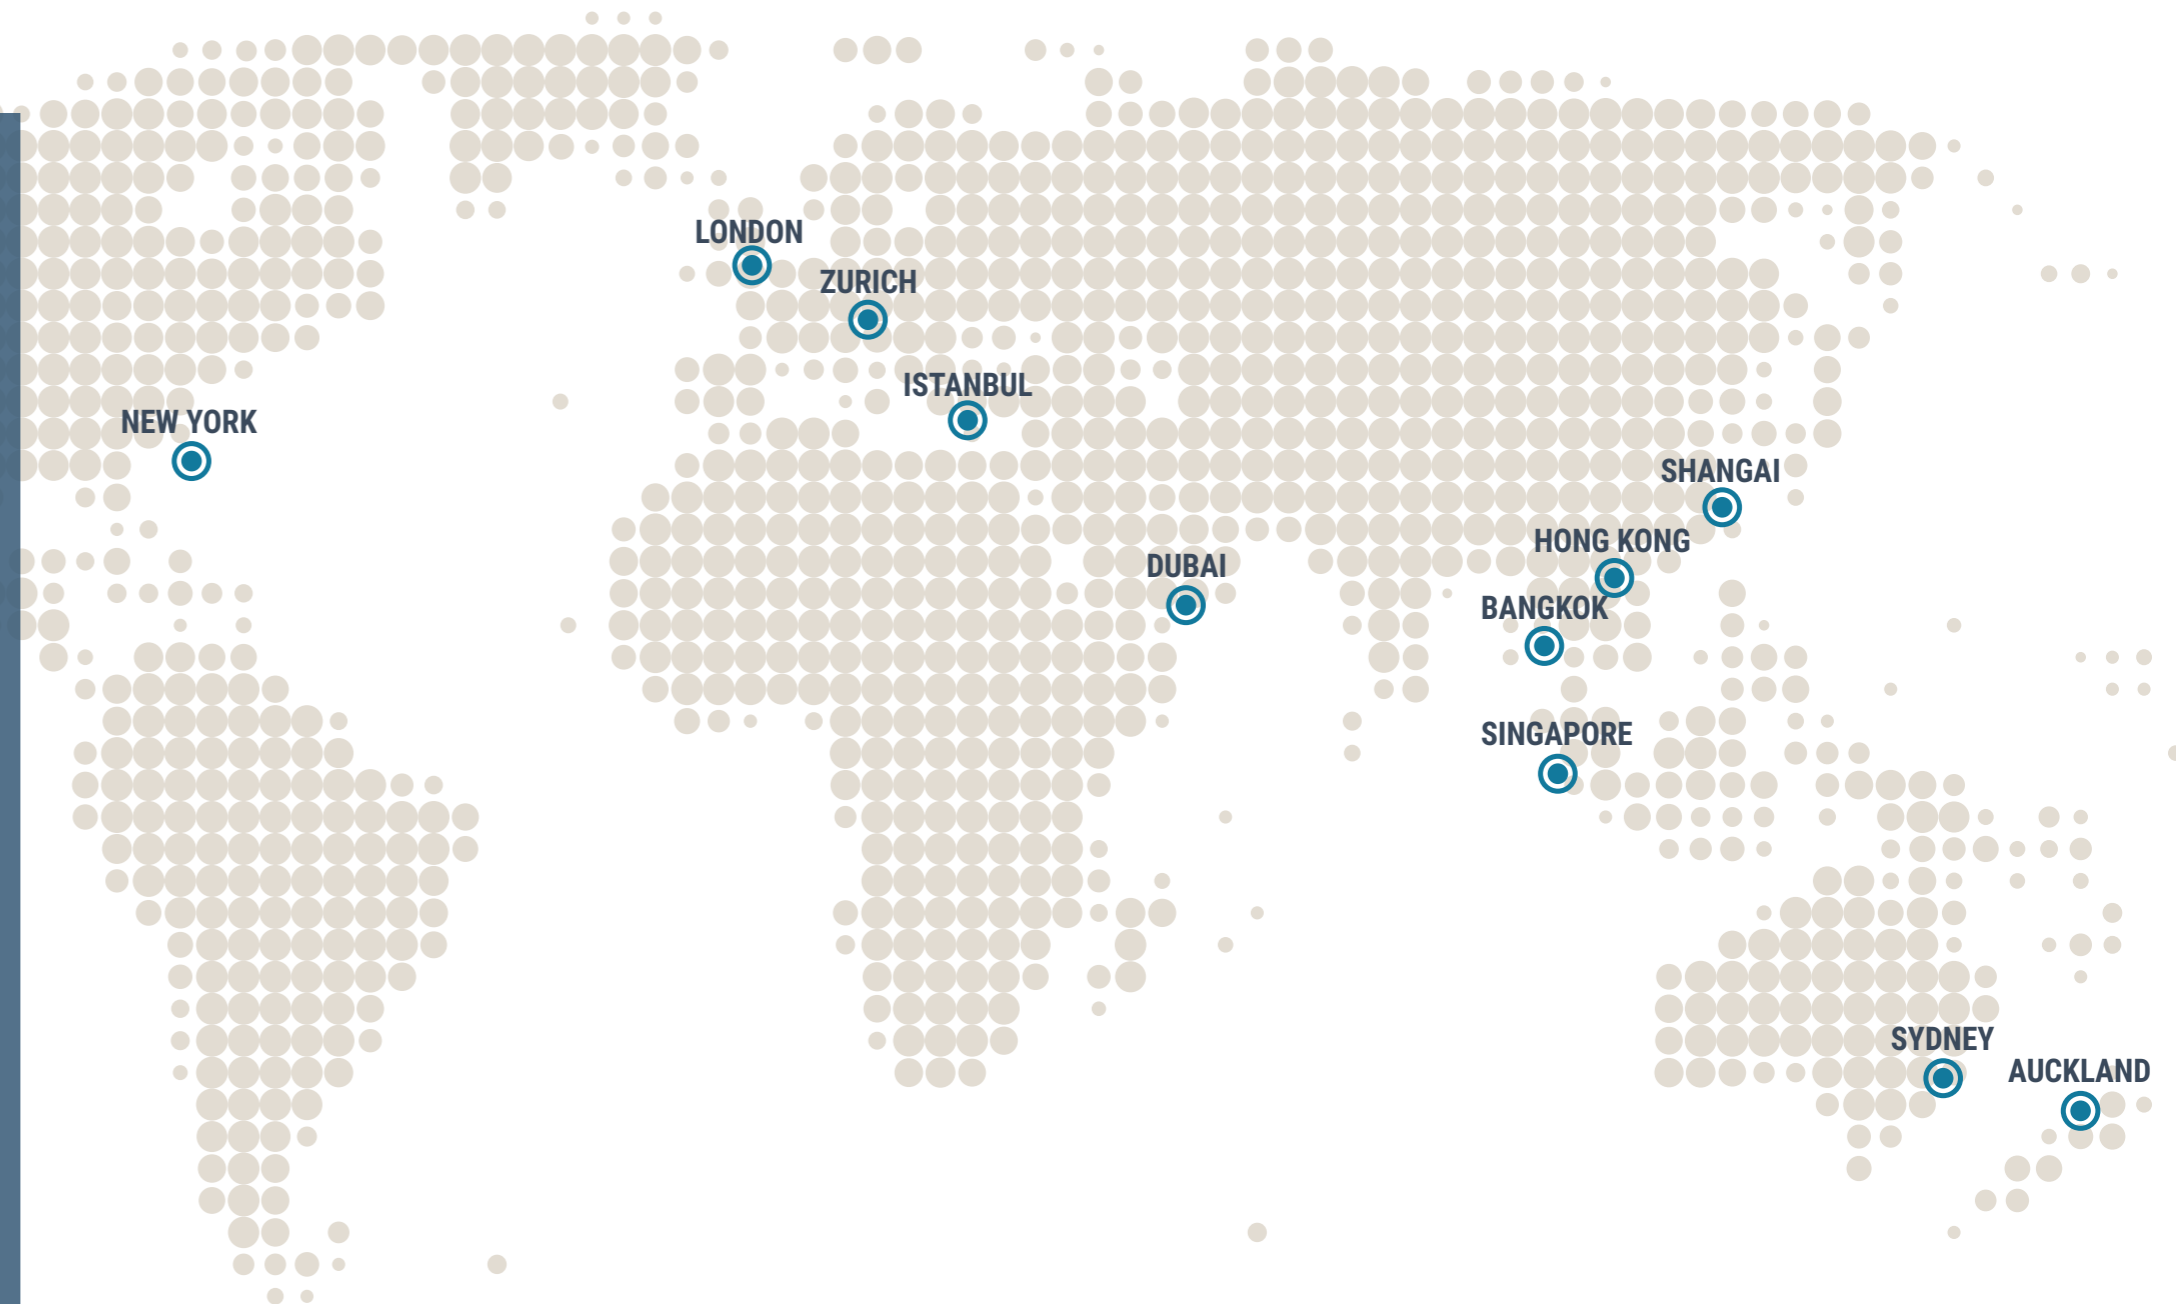 LONDON
ZURICH
ISTANBUL
NEW YORK
SHANGAI
HONG KONG
DUBAI
BANGKOK
SINGAPORE
SYDNEY
AUCKLAND